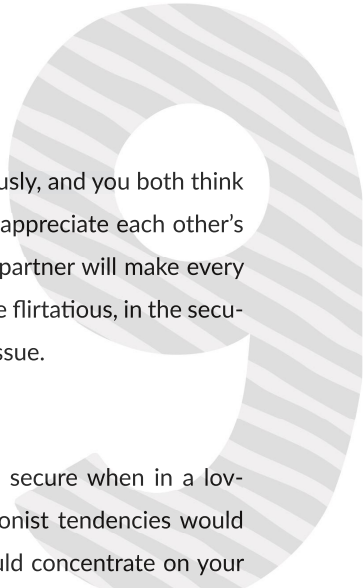 usly, and you both think
appreciate each other’s
partner will make every
e flirtatious, in the secu-
ssue.
secure when in a lov-
onist tendencies would
uld concentrate on your
9